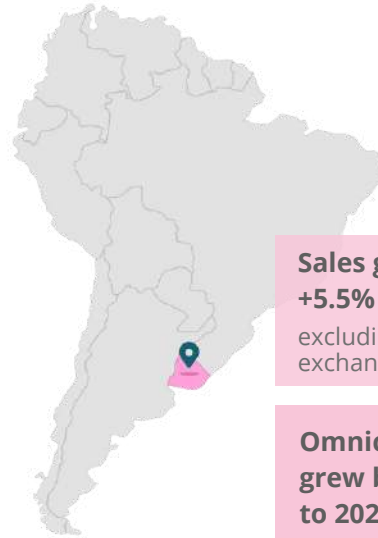 Sales g
+5.5%
excludi
exchan
Omnic
grew b
to 202